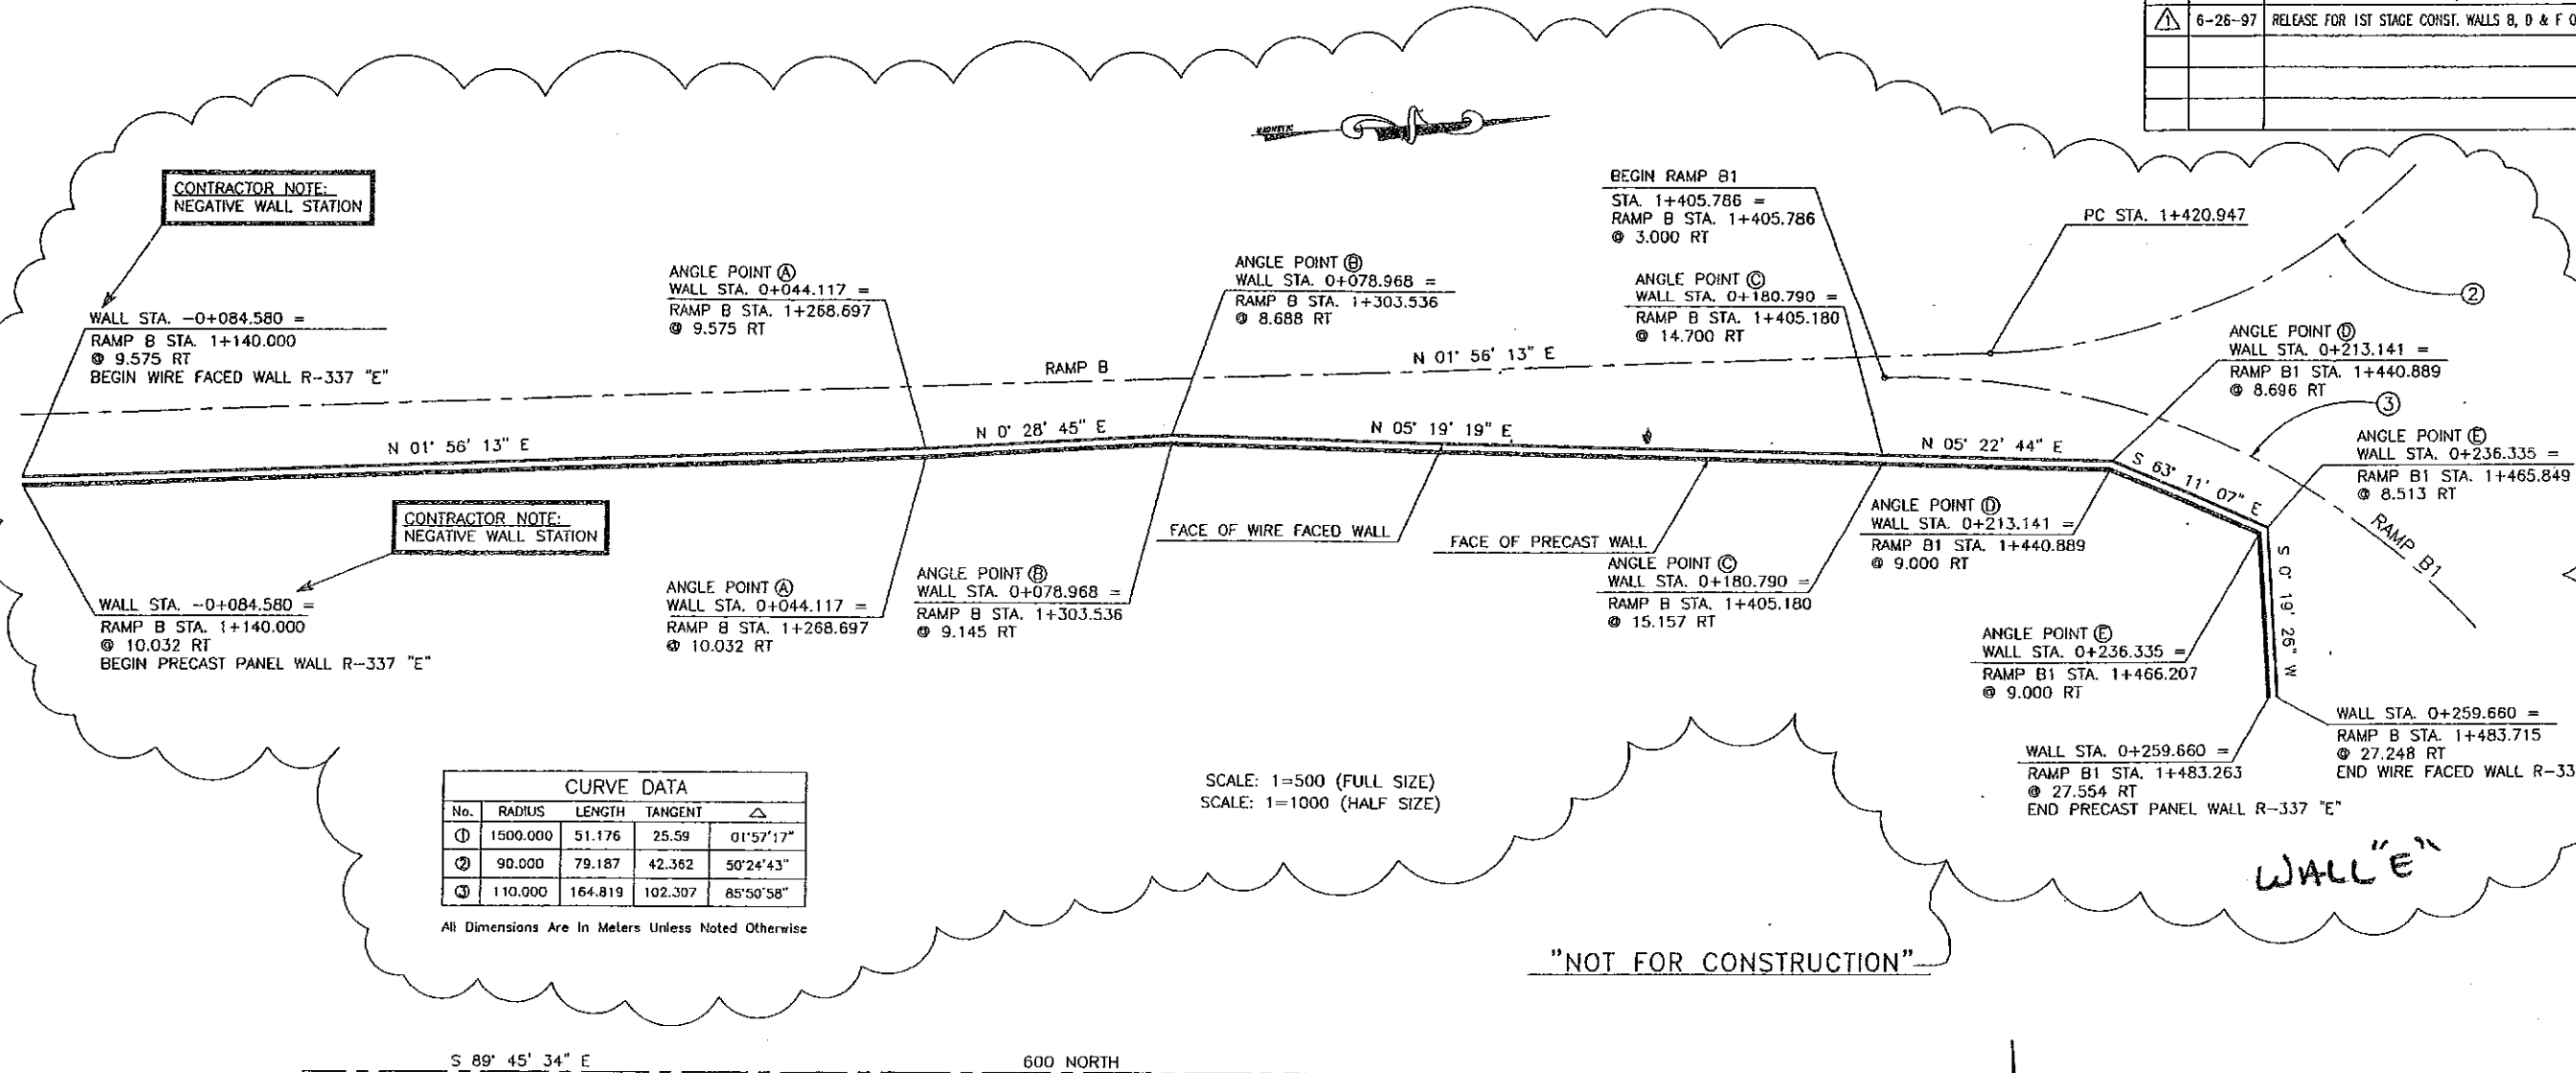 6-26-97 RELEASE FOR 1ST STAGE CONST. WALLS B, D & F O
CONTRACTOR NOTE:
NEGATIVE WALL STATION
WALL STA. -0+084.580 =
RAMP B STA. 1+140.000
@ 9.575 RT
BEGIN WIRE FACED WALL R-337 "E"
ANGLE POINT Ⓐ
WALL STA. 0+044.117 =
RAMP B STA. 1+268.697
@ 9.575 RT
ANGLE POINT Ⓑ
WALL STA. 0+078.968 =
RAMP B STA. 1+303.536
@ 8.688 RT
BEGIN RAMP B1
STA. 1+405.786 =
RAMP B STA. 1+405.786
@ 3.000 RT
ANGLE POINT Ⓒ
WALL STA. 0+180.790 =
RAMP B STA. 1+405.180
@ 14.700 RT
PC STA. 1+420.947
②
ANGLE POINT Ⓓ
WALL STA. 0+213.141 =
RAMP B1 STA. 1+440.889
@ 8.696 RT
③
ANGLE POINT Ⓔ
WALL STA. 0+236.335 =
RAMP B1 STA. 1+465.849
@ 8.513 RT
RAMP B
N 01° 56' 13" E
N 01° 56' 13" E
N 0° 28' 45" E
N 05° 19' 19" E
N 05° 22' 44" E
S 63° 11' 07" E
S 0° 19' 26" W
RAMP B1
CONTRACTOR NOTE:
NEGATIVE WALL STATION
WALL STA. -0+084.580 =
RAMP B STA. 1+140.000
@ 10.032 RT
BEGIN PRECAST PANEL WALL R-337 "E"
ANGLE POINT Ⓐ
WALL STA. 0+044.117 =
RAMP B STA. 1+268.697
@ 10.032 RT
ANGLE POINT Ⓑ
WALL STA. 0+078.968 =
RAMP B STA. 1+303.536
@ 9.145 RT
FACE OF WIRE FACED WALL
FACE OF PRECAST WALL
ANGLE POINT Ⓒ
WALL STA. 0+180.790 =
RAMP B STA. 1+405.180
@ 15.157 RT
ANGLE POINT Ⓓ
WALL STA. 0+213.141 =
RAMP B1 STA. 1+440.889
@ 9.000 RT
ANGLE POINT Ⓔ
WALL STA. 0+236.335 =
RAMP B1 STA. 1+466.207
@ 9.000 RT
WALL STA. 0+259.660 =
RAMP B1 STA. 1+483.263
@ 27.554 RT
END PRECAST PANEL WALL R-337 "E"
WALL STA. 0+259.660 =
RAMP B STA. 1+483.715
@ 27.248 RT
END WIRE FACED WALL R-33
CURVE DATA
No. RADIUS LENGTH TANGENT △
① 1500.000 51.176 25.59 01°57'17"
② 90.000 79.187 42.362 50°24'43"
③ 110.000 164.819 102.307 85°50'58"
All Dimensions Are In Meters Unless Noted Otherwise
SCALE: 1=500 (FULL SIZE)
SCALE: 1=1000 (HALF SIZE)
WALL "E"
"NOT FOR CONSTRUCTION"
S 89° 45' 34" E
600 NORTH